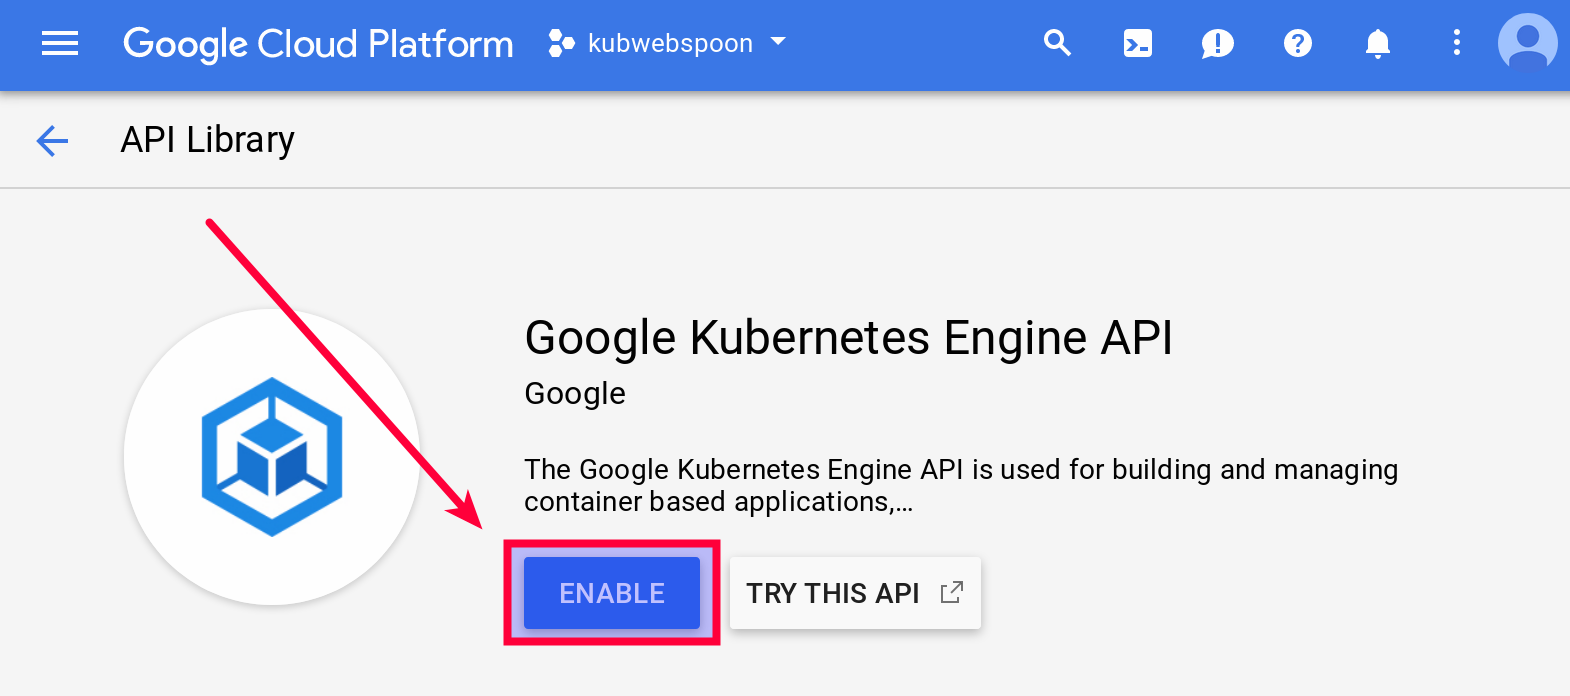 Google Cloud Platform kubwebspoon
API Library
Google Kubernetes Engine API
Google
The Google Kubernetes Engine API is used for building and managing
container based applications,...
ENABLE TRY THIS API